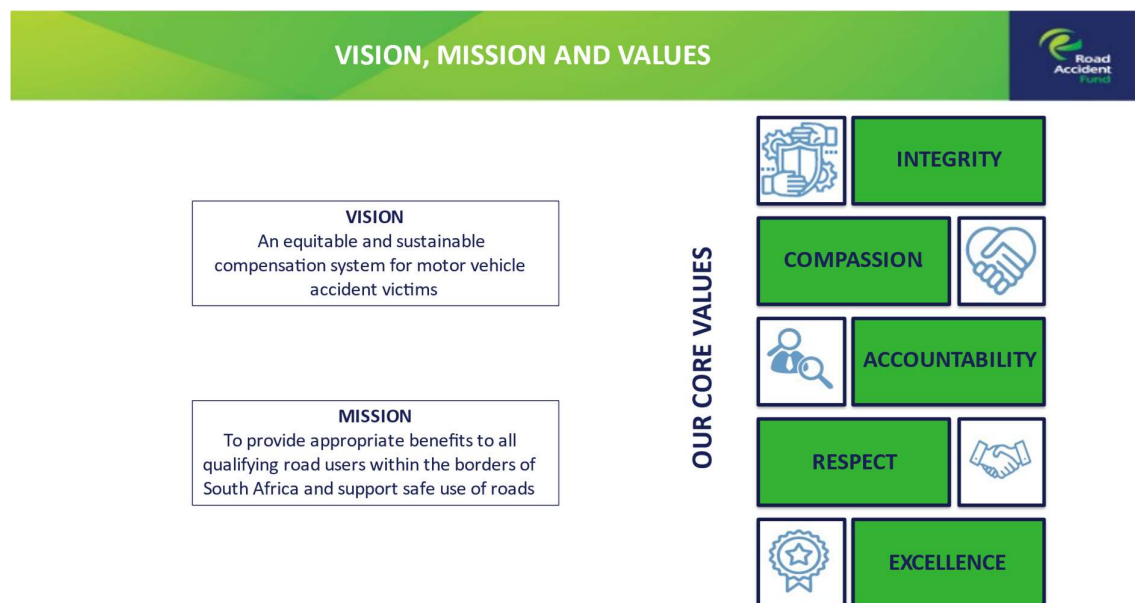 VISION, MISSION AND VALUES
Road
Accident
Fund
VISION
An equitable and sustainable
compensation system for motor vehicle
accident victims
MISSION
To provide appropriate benefits to all
qualifying road users within the borders of
South Africa and support safe use of roads
OUR CORE VALUES
INTEGRITY
COMPASSION
ACCOUNTABILITY
RESPECT
EXCELLENCE